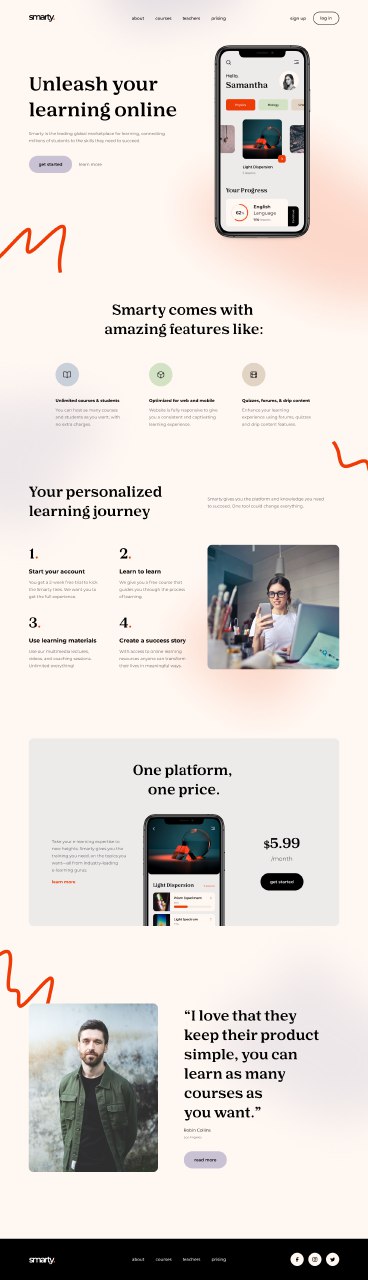 smarty.
about courses teachers pricing
sign up
log in
Unleash your
learning online
Smarty is the leading global marketplace for learning, connecting
millions of students to the skills they need to succeed.
get started
learn more
Hello,
Samantha
Physics
Biology
Light Dispersion
Your Progress
62%
English
Language
Smarty comes with
amazing features like:
Unlimited courses & students
You can host as many courses
and students as you want, with
no extra charges.
Optimized for web and mobile
Website is fully responsive to give
you a consistent and captivating
learning experience.
Quizzes, forums, & drip content
Enhance your learning
experience using forums, quizzes
and drip content features.
Your personalized
learning journey
Smarty gives you the platform and knowledge you need
to succeed. One tool could change everything.
1.
Start your account
You get a 2-week free trial to kick
the Smarty tires. We want you to
get the full experience.
2.
Learn to learn
We give you a free course that
guides you through the process
of learning.
3.
Use learning materials
Use our multimedia lectures,
videos, and coaching sessions.
Unlimited everything!
4.
Create a success story
With access to online learning
resources anyone can transform
their lives in meaningful ways.
One platform,
one price.
Take your e-learning expertise to
new heights. Smarty gives you the
training you need, on the topics you
want—all from industry-leading
e-learning gurus.
learn more
Light Dispersion
Prism Experiment
Light Spectrum
$5.99
/month
get started
“I love that they
keep their product
simple, you can
learn as many
courses as
you want.”
Robin Collins
Los Angeles
read more
smarty.
about courses teachers pricing